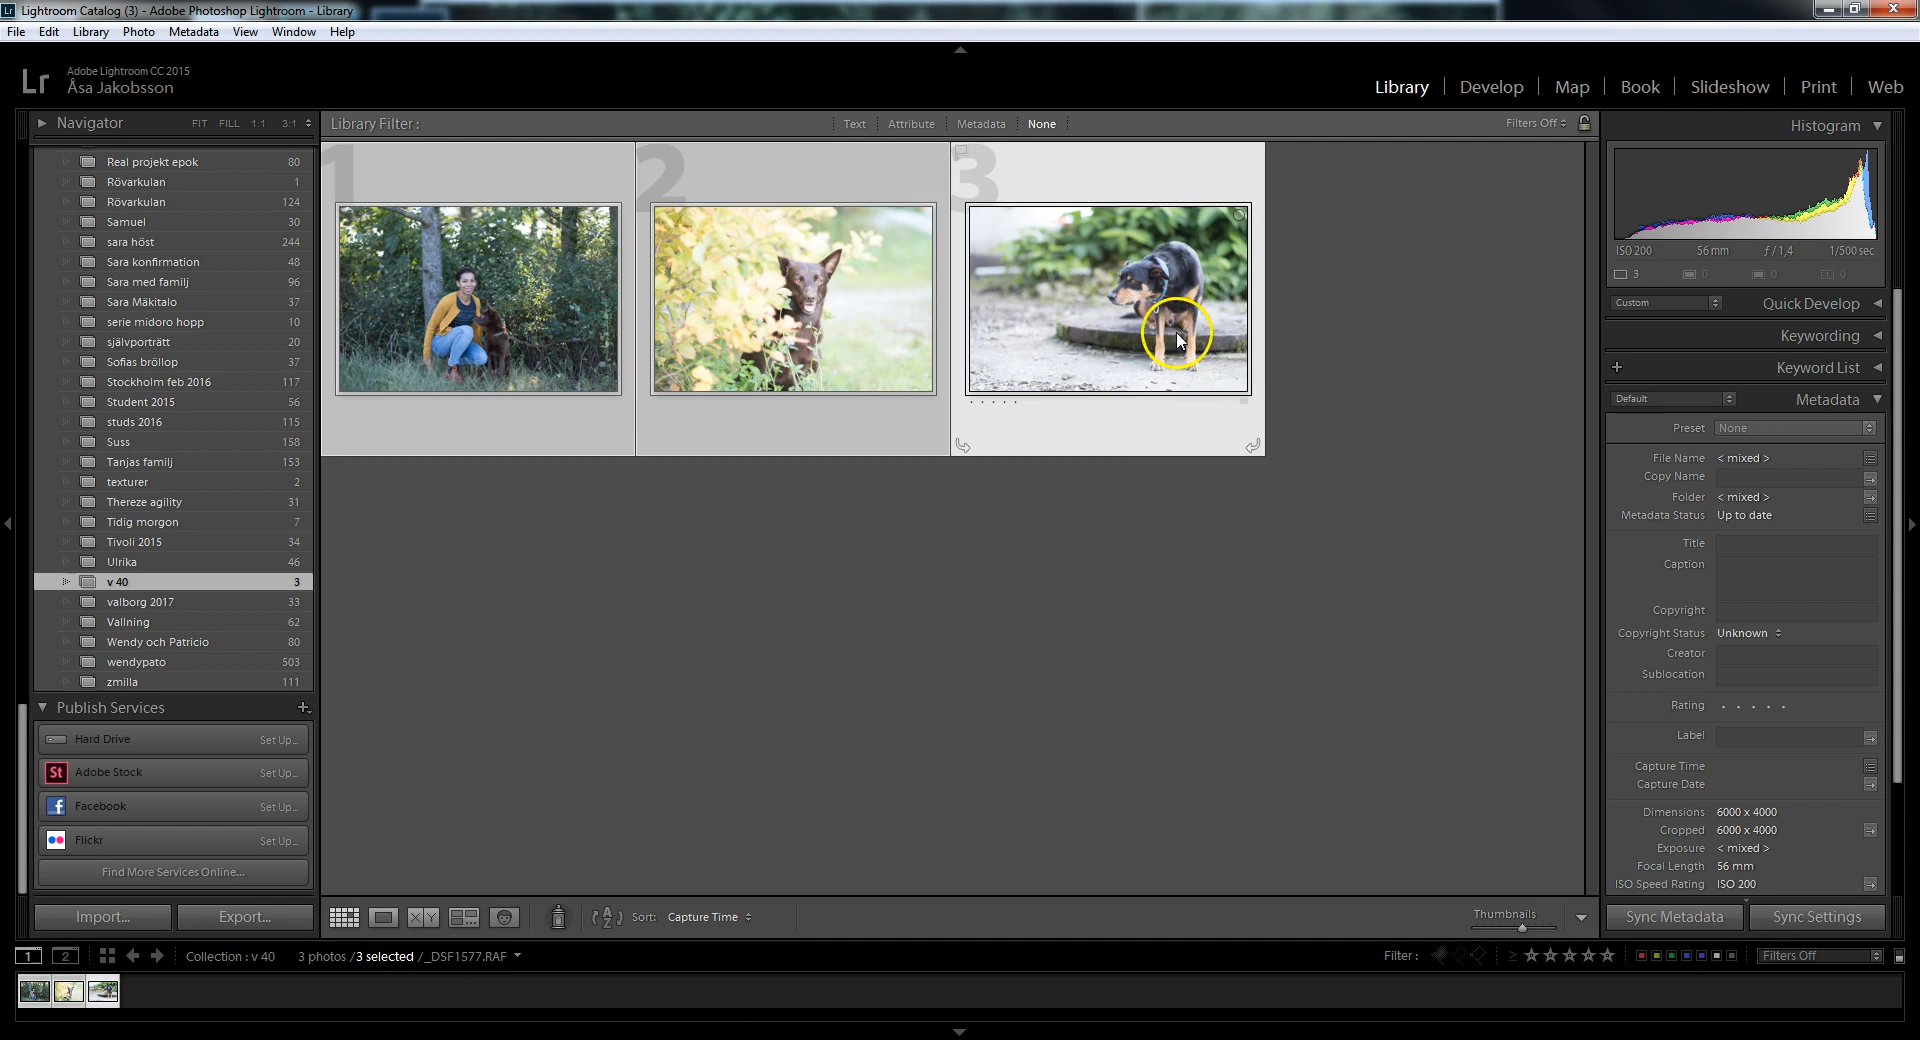 Lightroom Catalog (3) - Adobe Photoshop Lightroom - Library
File Edit Library Photo Metadata View Window Help
Lr
Adobe Lightroom CC 2015
Åsa Jakobsson
Library Develop Map Book Slideshow Print Web
Navigator FIT FILL 1:1 3:1
Real projekt epok 80
Rövarkulan 1
Rövarkulan 124
Samuel 30
sara höst 244
Sara konfirmation 48
Sara med familj 96
Sara Mäkitalo 37
serie midoro hopp 10
självporträtt 20
Sofias bröllop 37
Stockholm feb 2016 117
Student 2015 56
studs 2016 115
Suss 158
Tanjas familj 153
texturer 2
Thereze agility 31
Tidig morgon 7
Tivoli 2015 34
Ulrika 46
v 40 3
valborg 2017 33
Vallning 62
Wendy och Patricio 80
wendypato 503
zmilla 111
Publish Services
Hard Drive Set Up...
St Adobe Stock Set Up...
f Facebook Set Up...
Flickr Set Up...
Find More Services Online...
Import... Export...
Library Filter : Text Attribute Metadata None Filters Off
1 2 3
Sort: Capture Time Thumbnails
Histogram
ISO 200 56 mm ƒ / 1,4 1/500 sec
3 0 0 0
Custom Quick Develop
Keywording
Keyword List
Default Metadata
Preset None
File Name < mixed >
Copy Name
Folder < mixed >
Metadata Status Up to date
Title
Caption
Copyright
Copyright Status Unknown
Creator
Sublocation
Rating
Label
Capture Time
Capture Date
Dimensions 6000 x 4000
Cropped 6000 x 4000
Exposure < mixed >
Focal Length 56 mm
ISO Speed Rating ISO 200
Sync Metadata Sync Settings
1 2 Collection : v 40 3 photos / 3 selected / _DSF1577.RAF Filter : Filters Off